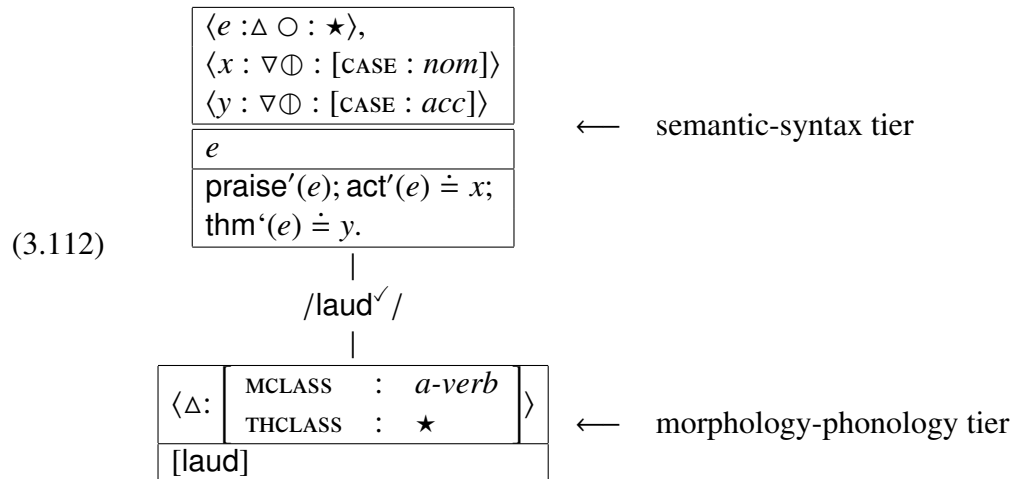 ⟨e :△ ○ : ★⟩,
⟨x : ▽⦶ : [CASE : nom]⟩
⟨y : ▽⦶ : [CASE : acc]⟩
⟵ semantic-syntax tier
e
praise′(e); act′(e) ≐ x;
thm‘(e) ≐ y.
(3.112)
/laud✓/
⟨△: [ MCLASS : a-verb
THCLASS : ★ ]⟩
⟵ morphology-phonology tier
[laud]